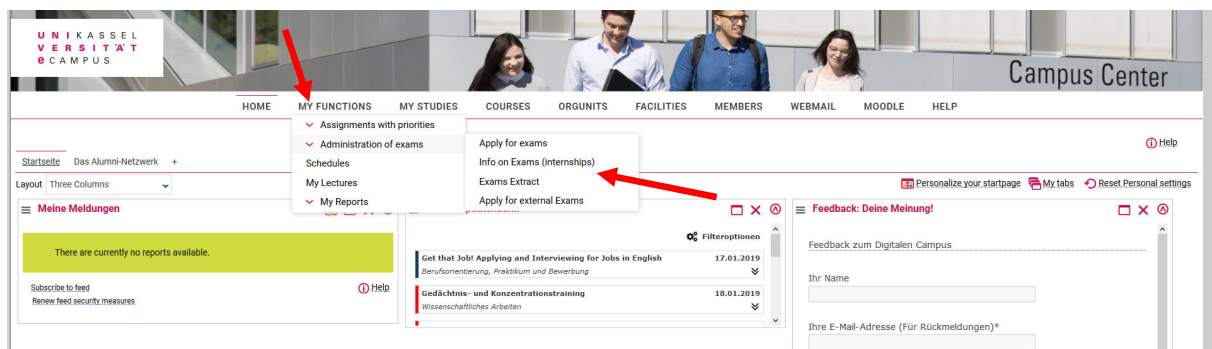 UNIKASSEL
VERSITÄT
eCAMPUS
Campus Center
HOME MY FUNCTIONS MY STUDIES COURSES ORGUNITS FACILITIES MEMBERS WEBMAIL MOODLE HELP
Assignments with priorities
Administration of exams
Schedules
My Lectures
My Reports
Apply for exams
Info on Exams (internships)
Exams Extract
Apply for external Exams
Help
Startseite Das Alumni-Netzwerk +
Layout Three Columns
Personalize your startpage My tabs Reset Personal settings
Meine Meldungen
There are currently no reports available.
Subscribe to feed
Help
Renew feed security measures
Filteroptionen
Get that Job! Applying and Interviewing for Jobs in English 17.01.2019
Berufsorientierung, Praktikum und Bewerbung
Gedächtnis- und Konzentrationstraining 18.01.2019
Wissenschaftliches Arbeiten
Feedback: Deine Meinung!
Feedback zum Digitalen Campus
Ihr Name
Ihre E-Mail-Adresse (Für Rückmeldungen)*